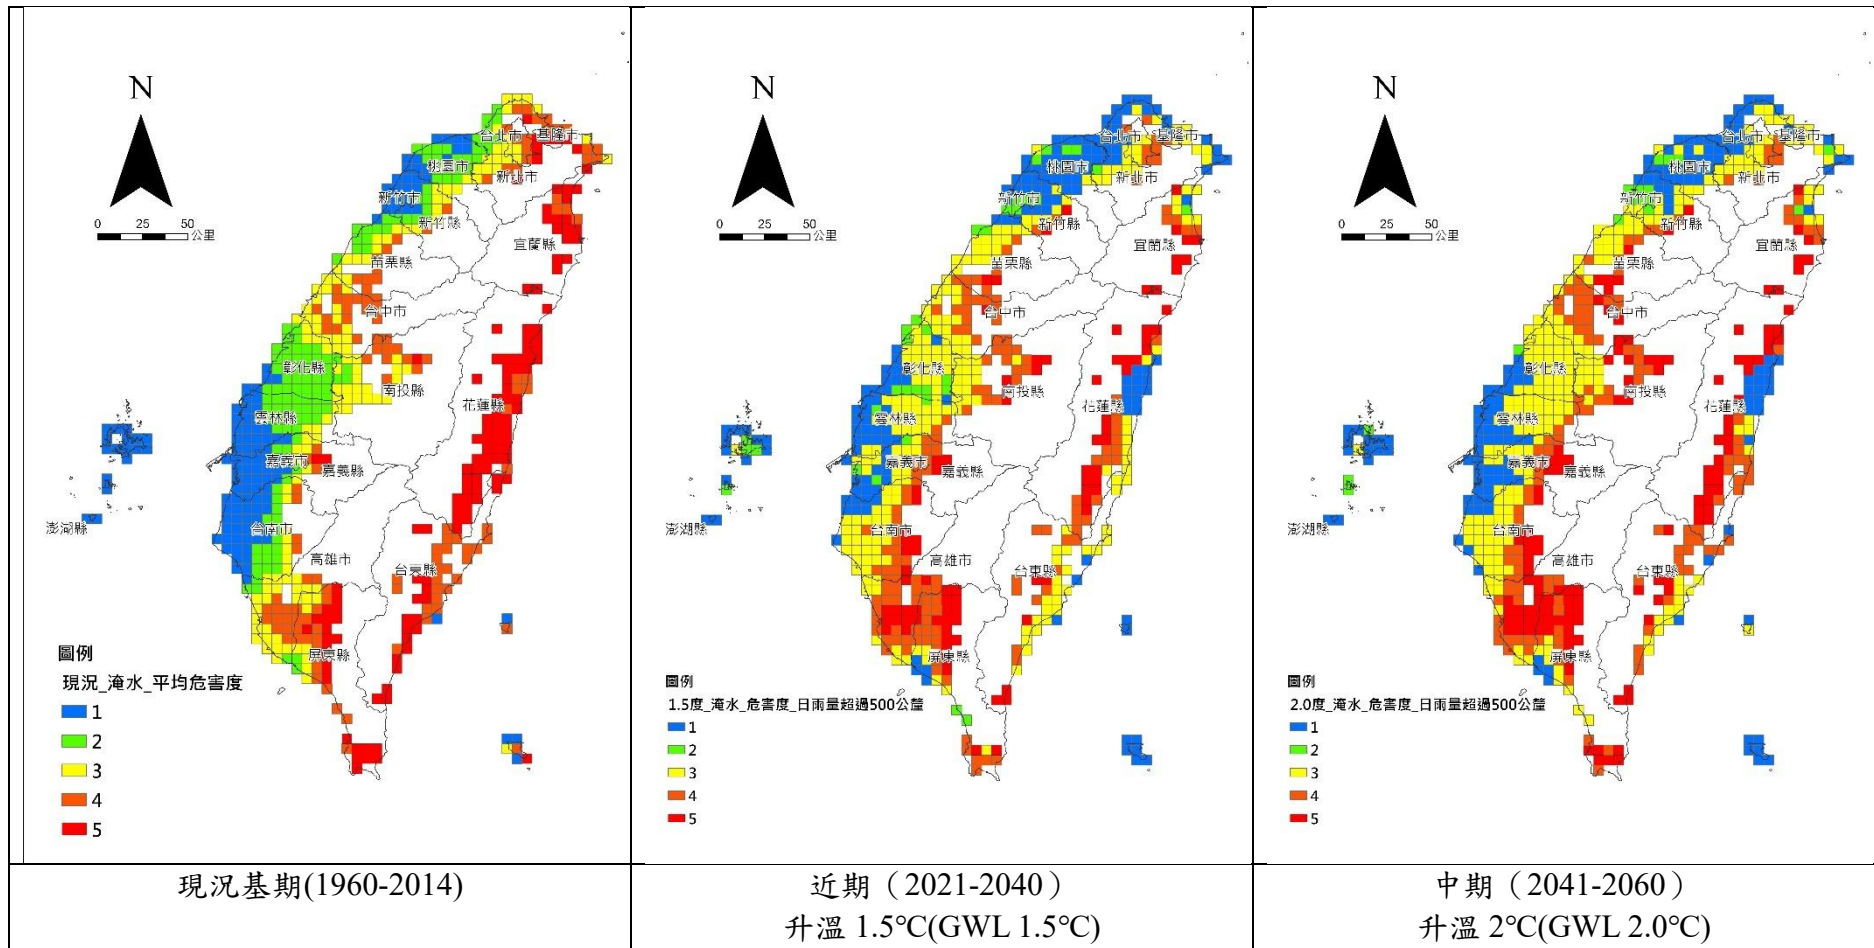 N
0 25 50
公里
台北市
基隆市
桃園市
新北市
新竹市
新竹縣
宜蘭縣
苗栗縣
台中市
彰化縣
南投縣
花蓮縣
雲林縣
嘉義市
嘉義縣
澎湖縣
台南市
高雄市
台東縣
屏東縣
圖例
現況_淹水_平均危害度
1
2
3
4
5
現況基期(1960-2014)
N
0 25 50
公里
台北市
基隆市
桃園市
新北市
新竹市
新竹縣
宜蘭縣
苗栗縣
台中市
彰化縣
南投縣
花蓮縣
雲林縣
嘉義市
嘉義縣
澎湖縣
台南市
高雄市
台東縣
屏東縣
圖例
1.5度_淹水_危害度_日雨量超過500公釐
1
2
3
4
5
近期（2021-2040）
升溫 1.5℃(GWL 1.5℃)
N
0 25 50
公里
台北市
基隆市
桃園市
新北市
新竹市
新竹縣
宜蘭縣
苗栗縣
台中市
彰化縣
南投縣
花蓮縣
雲林縣
嘉義市
嘉義縣
澎湖縣
台南市
高雄市
台東縣
屏東縣
圖例
2.0度_淹水_危害度_日雨量超過500公釐
1
2
3
4
5
中期（2041-2060）
升溫 2℃(GWL 2.0℃)